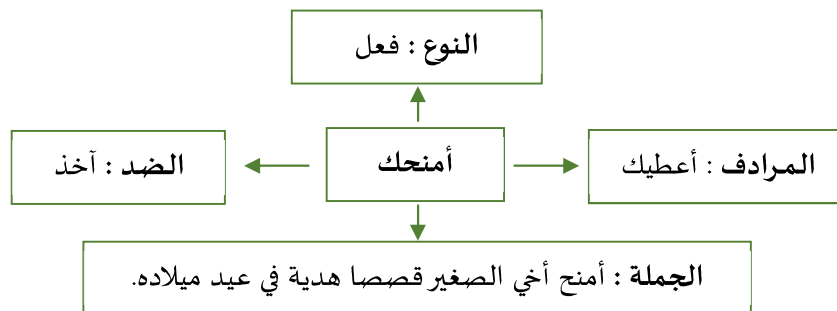 النوع : فعل
المرادف : أعطيك
أمنحك
الضد : آخذ
الجملة : أمنح أخي الصغير قصصا هدية في عيد ميلاده.